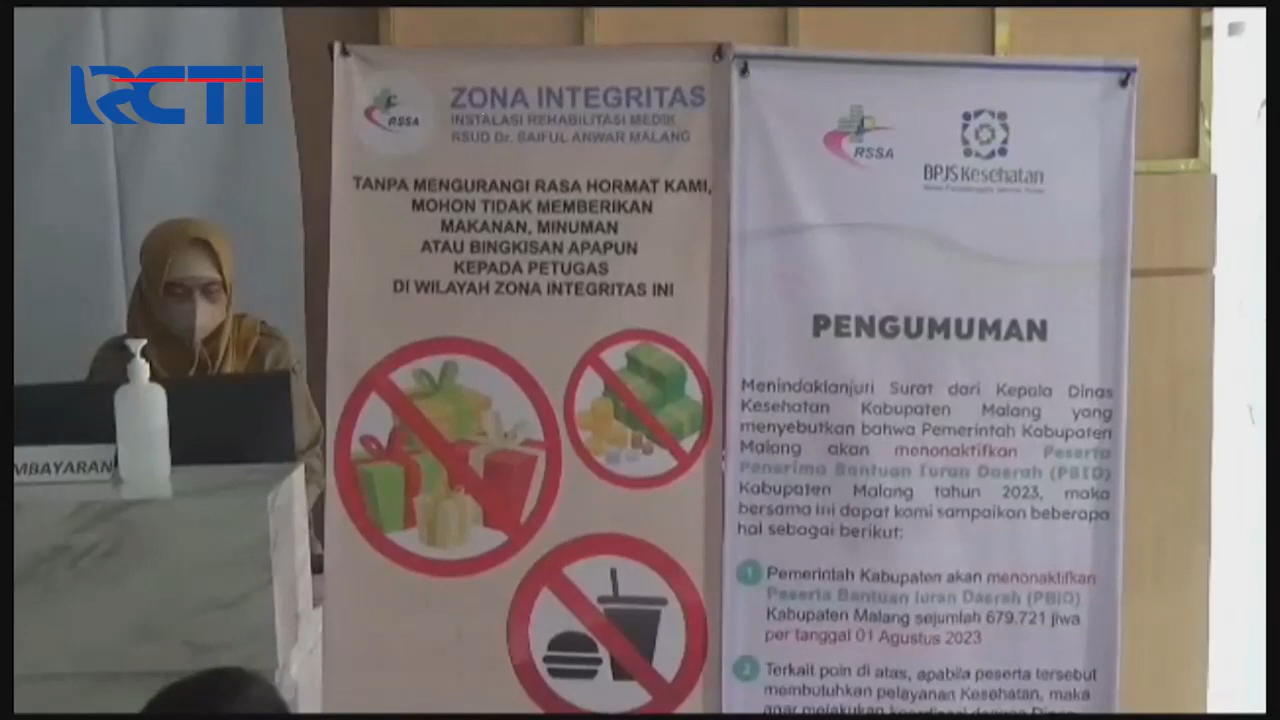 RCTI
RSSA
ZONA INTEGRITAS
INSTALASI REHABILITASI MEDIK
RSUD Dr. SAIFUL ANWAR MALANG
TANPA MENGURANGI RASA HORMAT KAMI,
MOHON TIDAK MEMBERIKAN
MAKANAN, MINUMAN
ATAU BINGKISAN APAPUN
KEPADA PETUGAS
DI WILAYAH ZONA INTEGRITAS INI
MBAYARAN
RSSA
BPJS Kesehatan
PENGUMUMAN
Menindaklanjuti Surat dari Kepala Dinas
Kesehatan Kabupaten Malang yang
menyebutkan bahwa Pemerintah Kabupaten
Malang akan menonaktifkan Peserta
Penerima Bantuan Iuran Daerah (PBID)
Kabupaten Malang tahun 2023, maka
bersama ini dapat kami sampaikan beberapa
hal sebagai berikut:
1 Pemerintah Kabupaten akan menonaktifkan
Peserta Bantuan Iuran Daerah (PBID)
Kabupaten Malang sejumlah 679.721 jiwa
per tanggal 01 Agustus 2023
2 Terkait poin di atas, apabila peserta tersebut
membutuhkan pelayanan Kesehatan, maka
agar melakukan koordinasi dengan Dinas